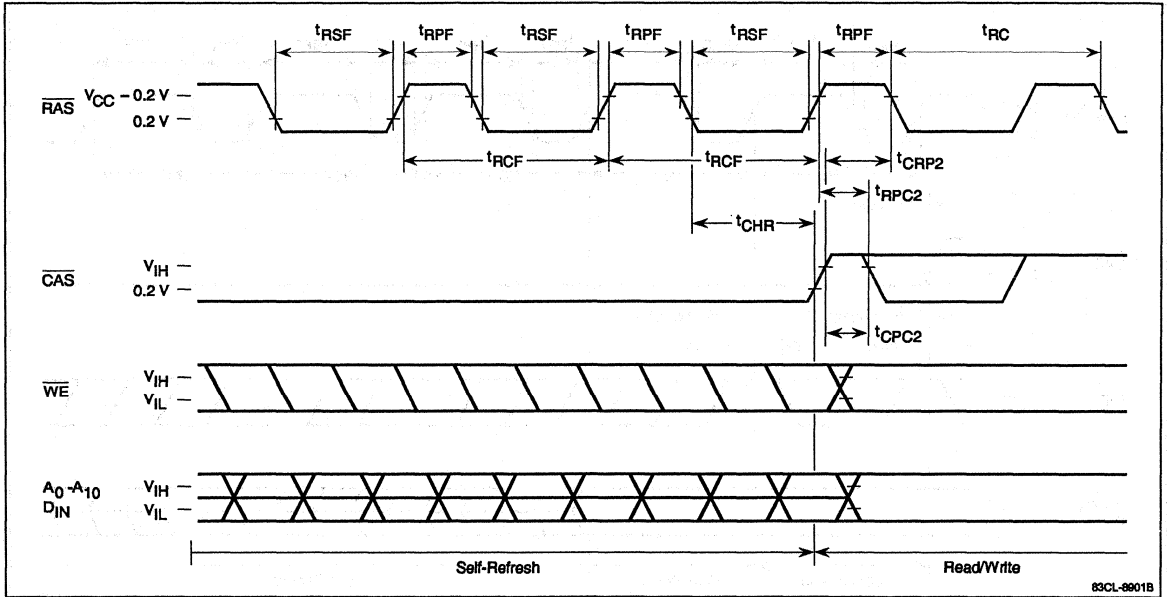 tRSF tRPF tRSF tRPF tRSF tRPF tRC
RAS
VCC – 0.2 V
0.2 V
tRCF tRCF tCRP2
tRPC2
tCHR
CAS
VIH
0.2 V
tCPC2
WE
VIH
VIL
A0 -A10
DIN
VIH
VIL
Self-Refresh Read/Write
83CL-8901B